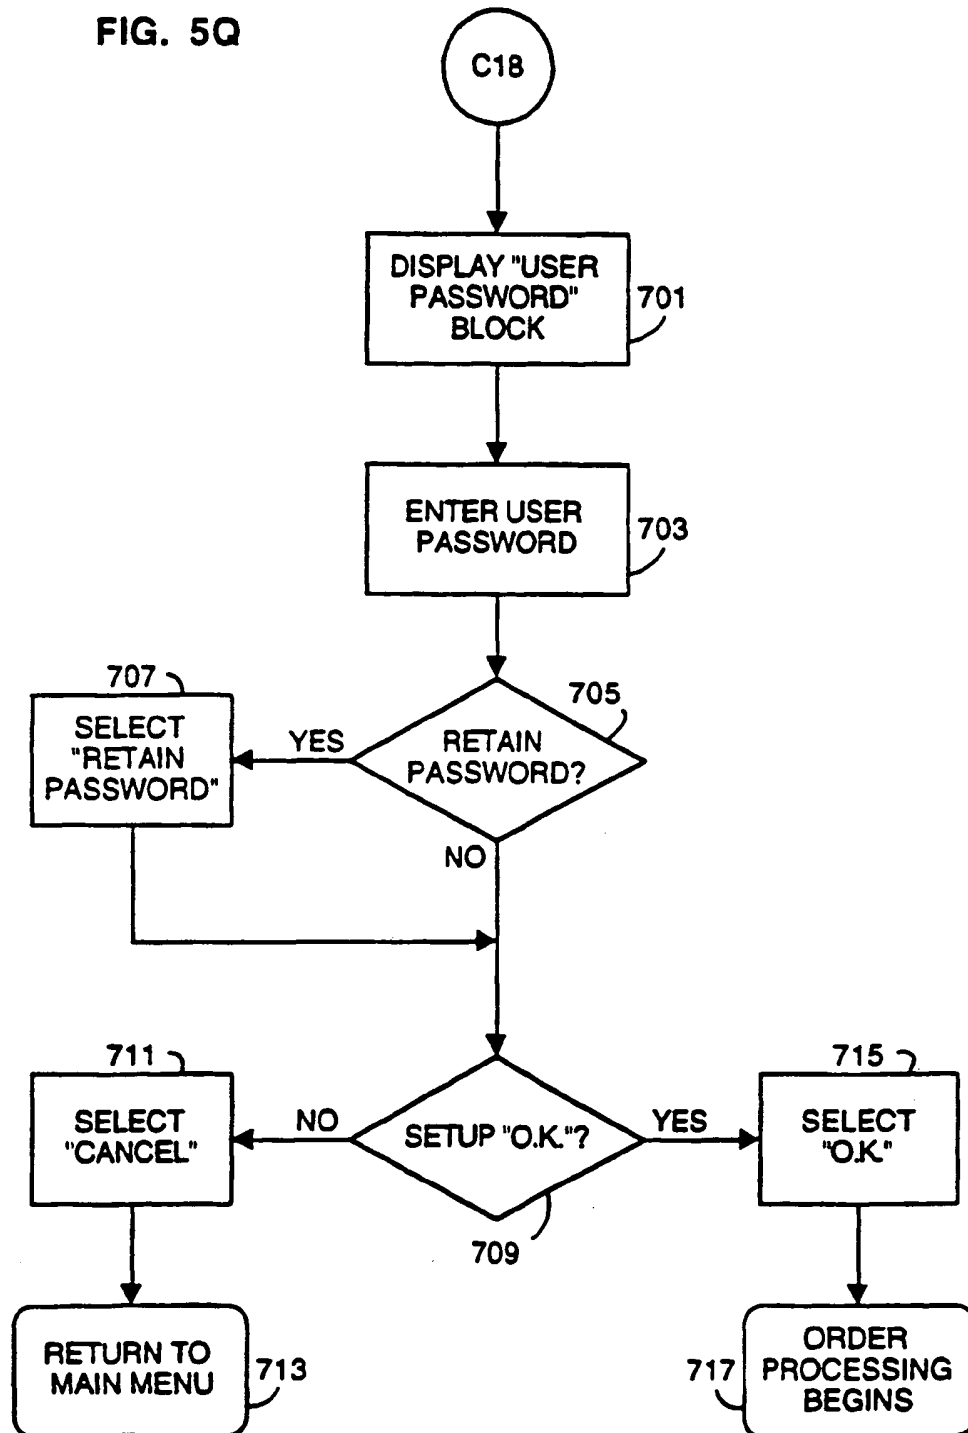 FIG. 5Q
C18
DISPLAY "USER
PASSWORD"
BLOCK
701
ENTER USER
PASSWORD
703
707
705
SELECT
"RETAIN
PASSWORD"
YES
RETAIN
PASSWORD?
NO
711
715
SELECT
"CANCEL"
NO
SETUP "O.K."?
YES
SELECT
"O.K."
709
RETURN TO
MAIN MENU
713
717
ORDER
PROCESSING
BEGINS